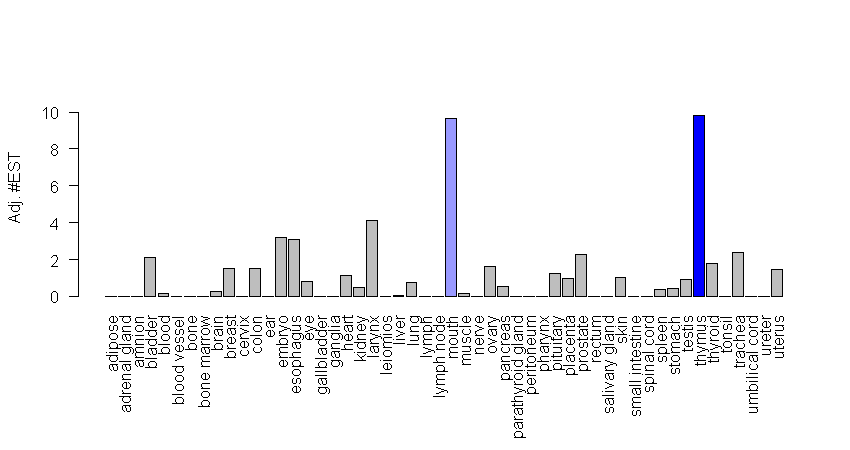 Adj. #EST
10
8
6
4
2
0
adipose
adrenal gland
amnion
bladder
blood
blood vessel
bone
bone marrow
brain
breast
cervix
colon
ear
embryo
esophagus
eye
gallbladder
ganglia
heart
kidney
larynx
leiomios
liver
lung
lymph
lymph node
mouth
muscle
nerve
ovary
pancreas
parathyroid gland
peritoneum
pharynx
pituitary
placenta
prostate
rectum
salivary gland
skin
small intestine
spinal cord
spleen
stomach
testis
thymus
thyroid
tonsil
trachea
umbilical cord
ureter
uterus